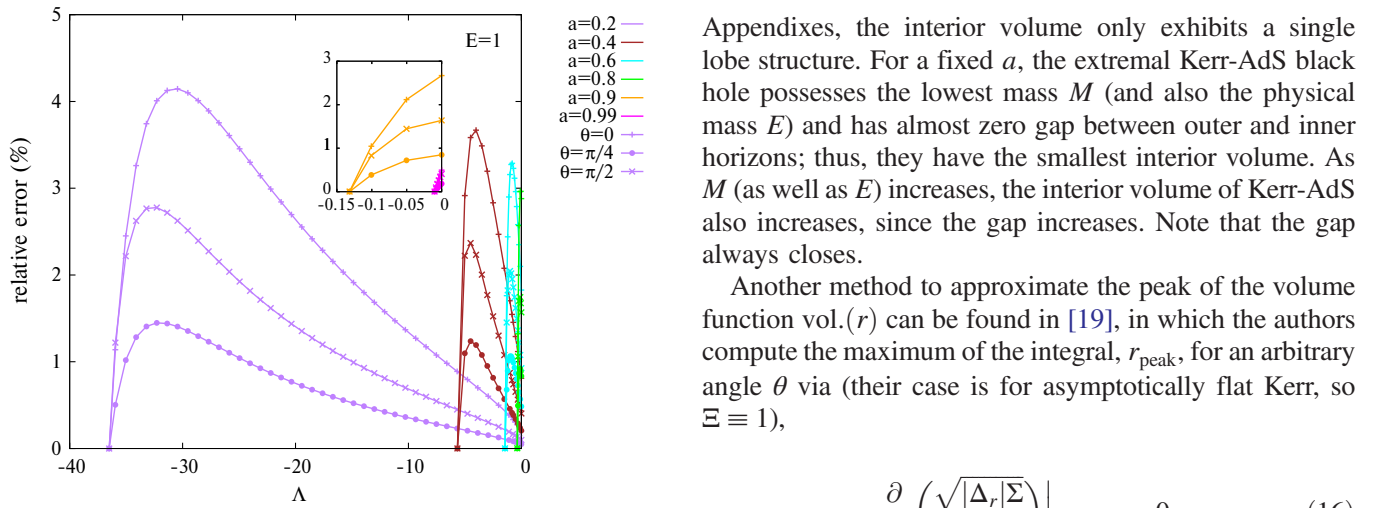 5
4
3
2
1
0
relative error (%)
-40
-30
-20
-10
0
Λ
E=1
3
2
1
0
-0.15
-0.1
-0.05
0
a=0.2
a=0.4
a=0.6
a=0.8
a=0.9
a=0.99
θ=0
θ=π/4
θ=π/2
Appendixes, the interior volume only exhibits a single
lobe structure. For a fixed a, the extremal Kerr-AdS black
hole possesses the lowest mass M (and also the physical
mass E) and has almost zero gap between outer and inner
horizons; thus, they have the smallest interior volume. As
M (as well as E) increases, the interior volume of Kerr-AdS
also increases, since the gap increases. Note that the gap
always closes.
Another method to approximate the peak of the volume
function vol.(r) can be found in [19], in which the authors
compute the maximum of the integral, r_peak, for an arbitrary
angle θ via (their case is for asymptotically flat Kerr, so
Ξ ≡ 1),
∂ (√|Δ_r|Σ)|